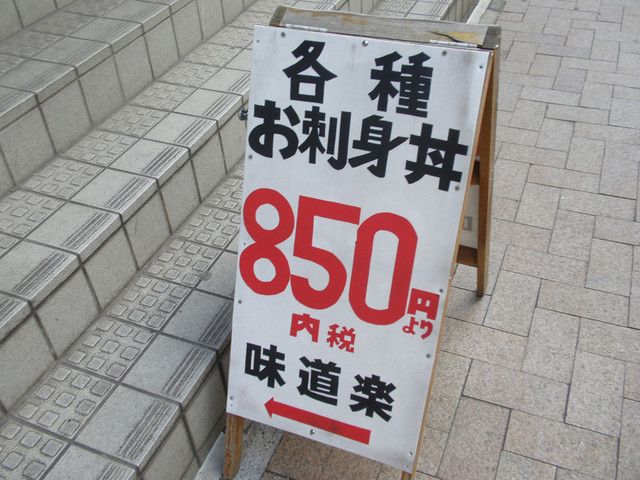 各種
お刺身丼
850円より
内税
味道楽